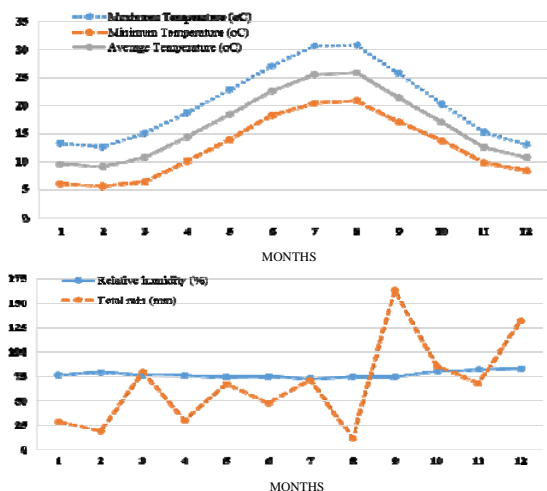 35
Maximum Temperature (oC)
Minimum Temperature (oC)
Average Temperature (oC)
30
25
20
15
10
5
0
1 2 3 4 5 6 7 8 9 10 11 12
MONTHS
175
Relative humidity (%)
Total rain (mm)
150
125
100
75
50
25
0
1 2 3 4 5 6 7 8 9 10 11 12
MONTHS